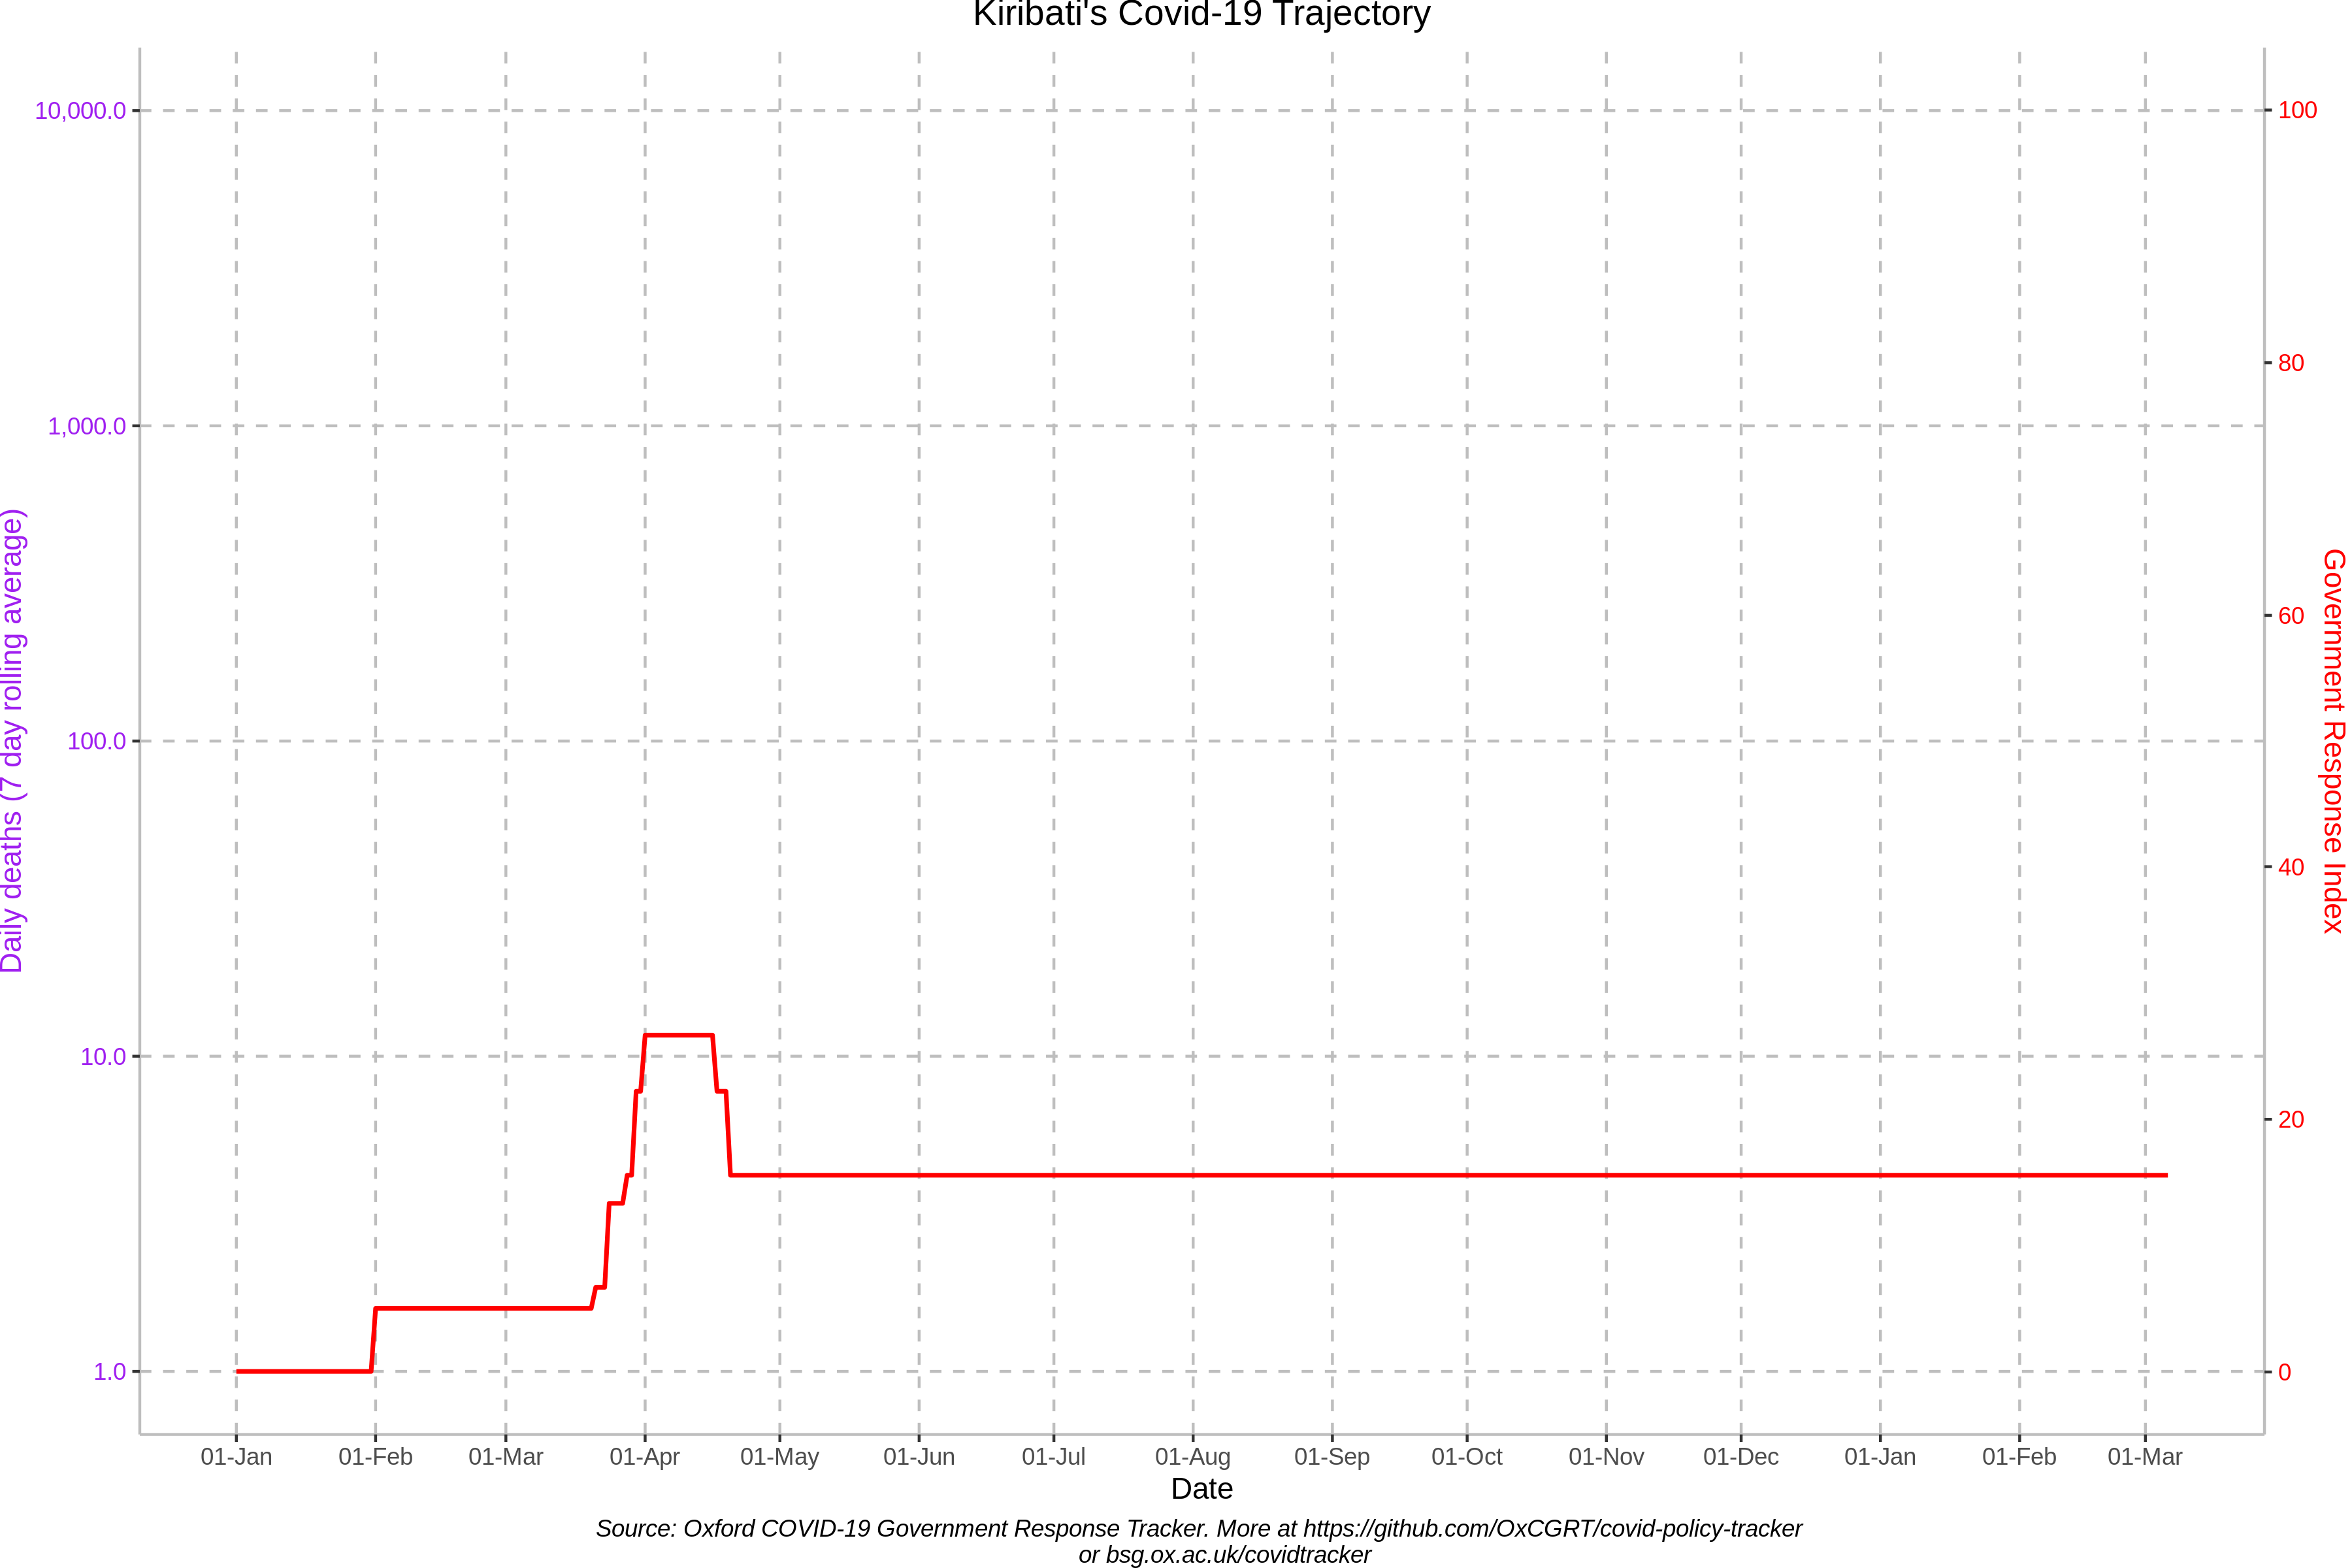 Kiribati's Covid-19 Trajectory
10,000.0
1,000.0
100.0
10.0
1.0
Daily deaths (7 day rolling average)
100
80
60
40
20
0
Government Response Index
01-Jan
01-Feb
01-Mar
01-Apr
01-May
01-Jun
01-Jul
01-Aug
01-Sep
01-Oct
01-Nov
01-Dec
01-Jan
01-Feb
01-Mar
Date
Source: Oxford COVID-19 Government Response Tracker. More at https://github.com/OxCGRT/covid-policy-tracker
or bsg.ox.ac.uk/covidtracker